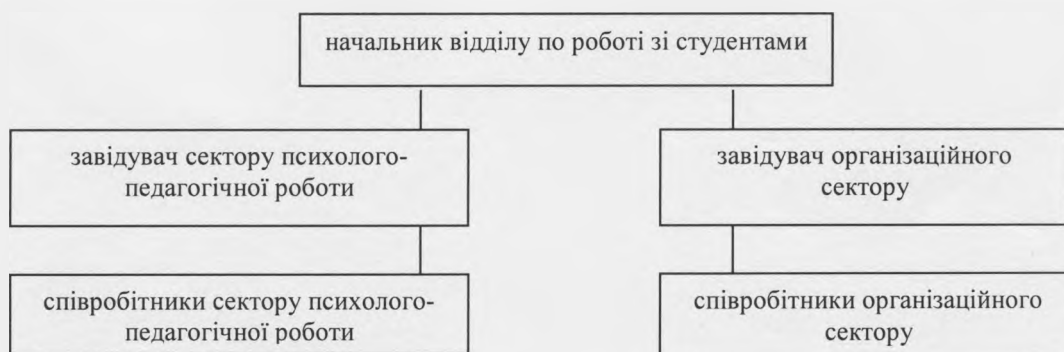 начальник відділу по роботі зі студентами
завідувач сектору психолого-
педагогічної роботи
завідувач організаційного
сектору
співробітники сектору психолого-
педагогічної роботи
співробітники організаційного
сектору